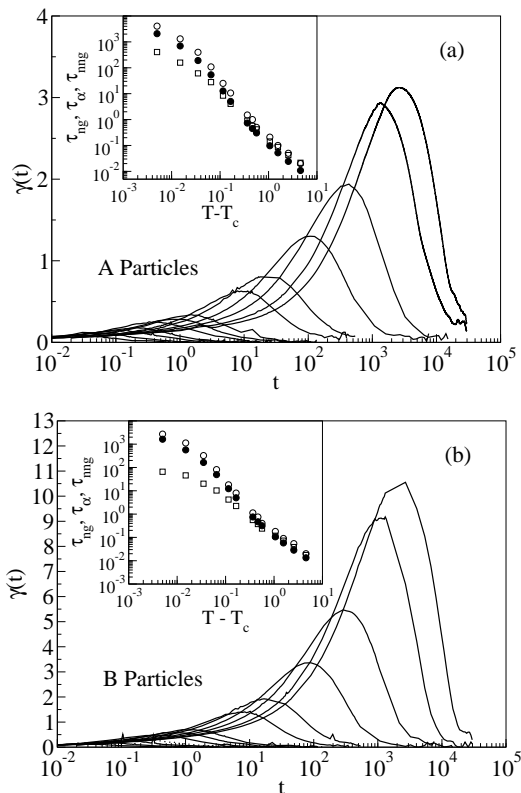 4
3
2
1
0
γ(t)
(a)
10³
10²
10¹
10⁰
10⁻¹
10⁻²
τng, τα, τnng
10⁻³ 10⁻² 10⁻¹ 10⁰ 10¹
T-Tc
A Particles
10⁻² 10⁻¹ 10⁰ 10¹ 10² 10³ 10⁴ 10⁵
t
13
12
11
10
9
8
7
6
5
4
3
2
1
0
γ(t)
(b)
10³
10²
10¹
10⁰
10⁻¹
10⁻²
10⁻³
τng, τα, τnng
10⁻³ 10⁻² 10⁻¹ 10⁰ 10¹
T - Tc
B Particles
10⁻² 10⁻¹ 10⁰ 10¹ 10² 10³ 10⁴ 10⁵
t